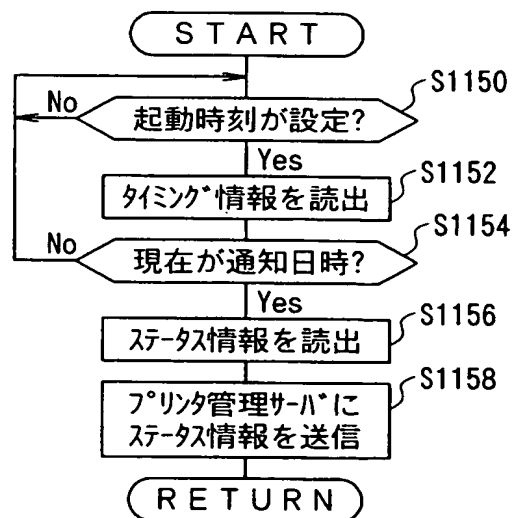 START
S1150
No
起動時刻が設定?
Yes
S1152
ﾀｲﾐﾝｸﾞ情報を読出
S1154
No
現在が通知日時?
Yes
S1156
ｽﾃｰﾀｽ情報を読出
S1158
ﾌﾟﾘﾝﾀ管理ｻｰﾊﾞに
ｽﾃｰﾀｽ情報を送信
RETURN